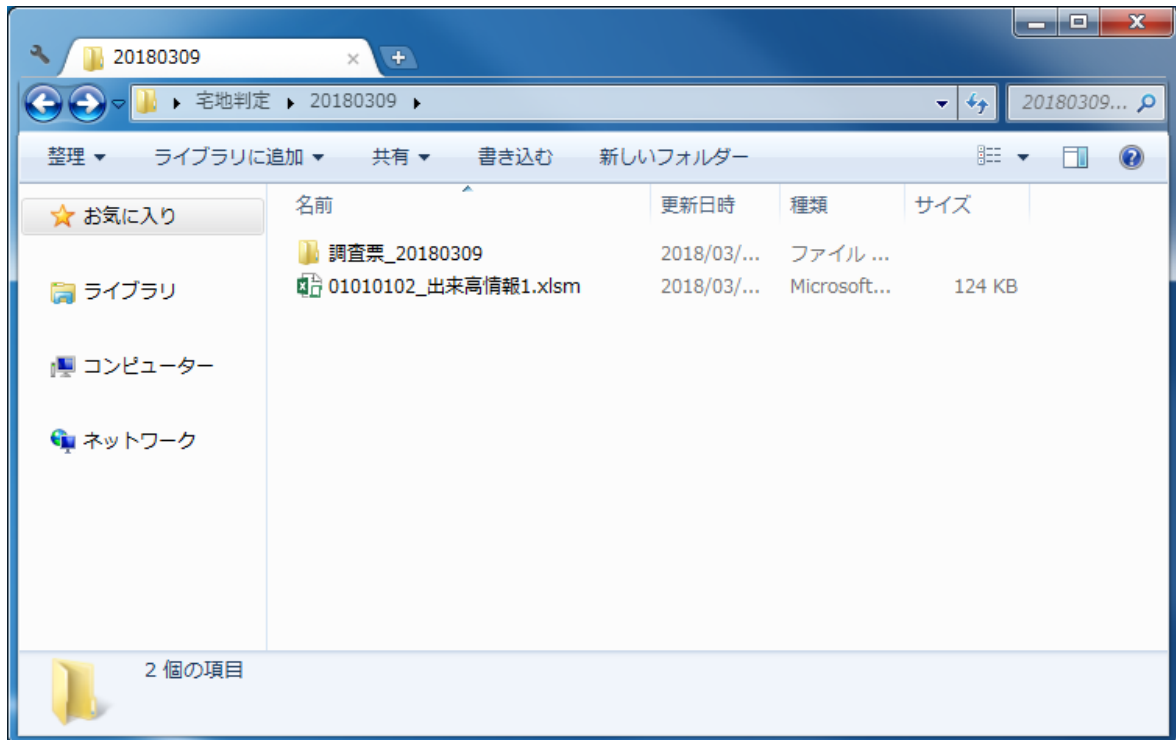 20180309
宅地判定 20180309
20180309...
整理 ライブラリに追加 共有 書き込む 新しいフォルダー
お気に入り
ライブラリ
コンピューター
ネットワーク
名前 更新日時 種類 サイズ
調査票_20180309 2018/03/... ファイル ...
01010102_出来高情報1.xlsm 2018/03/... Microsoft... 124 KB
2 個の項目